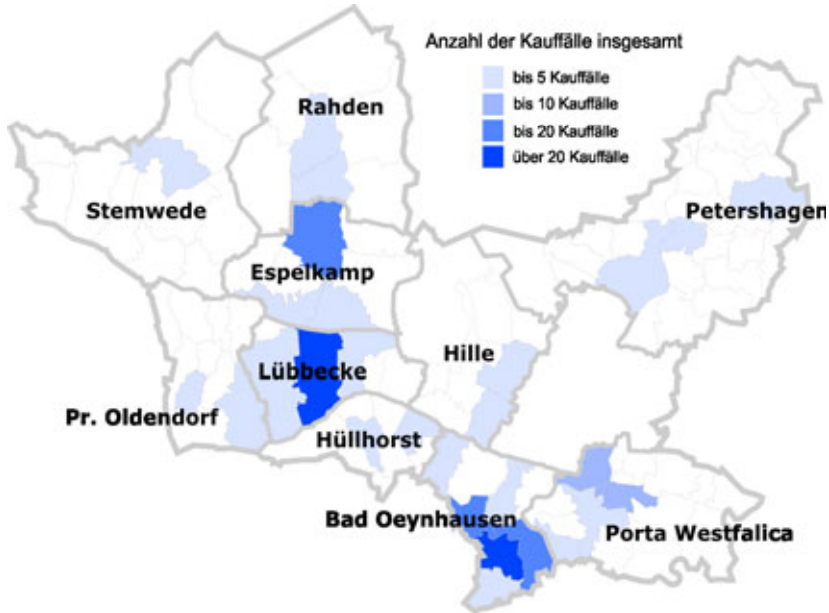 Anzahl der Kauffälle insgesamt
bis 5 Kauffälle
bis 10 Kauffälle
bis 20 Kauffälle
über 20 Kauffälle
Rahden
Stemwede
Petershagen
Espelkamp
Hille
Lübbecke
Pr. Oldendorf
Hüllhorst
Bad Oeynhausen
Porta Westfalica